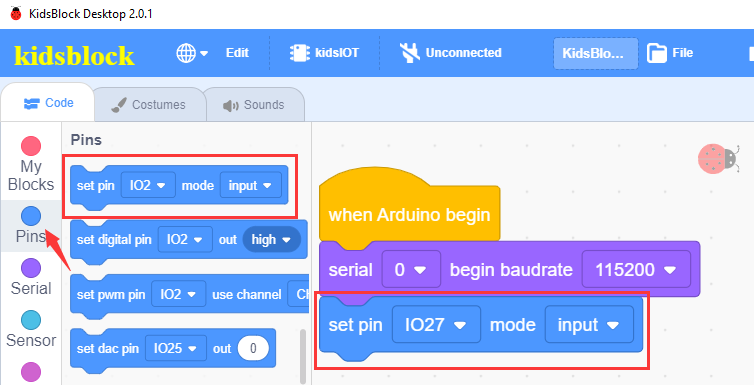 KidsBlock Desktop 2.0.1
kidsblock Edit kidsIOT Unconnected KidsBlo... File
Code Costumes Sounds
My
Blocks
Pins
Serial
Sensor
Pins
set pin IO2 mode input
set digital pin IO2 out high
set pwm pin IO2 use channel
set dac pin IO25 out 0
when Arduino begin
serial 0 begin baudrate 115200
set pin IO27 mode input